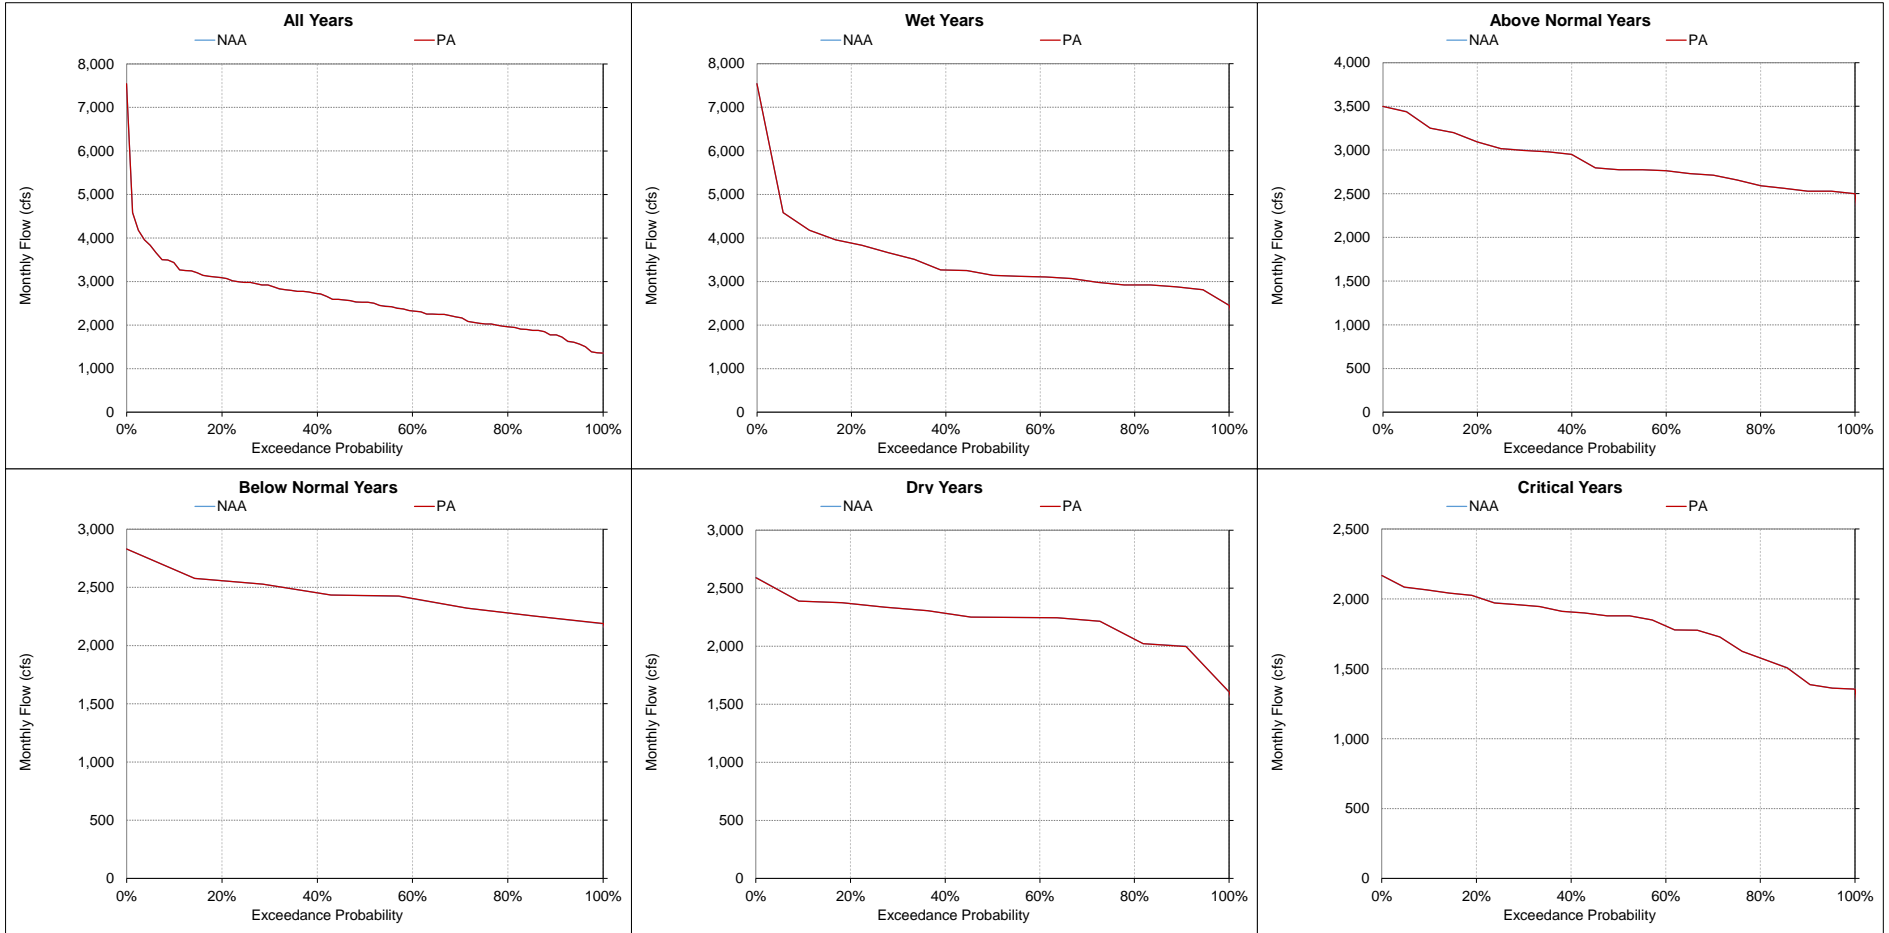 All Years
NAA PA
8,000
7,000
6,000
5,000
4,000
3,000
2,000
1,000
0
Monthly Flow (cfs)
0% 20% 40% 60% 80% 100%
Exceedance Probability
Wet Years
NAA PA
8,000
7,000
6,000
5,000
4,000
3,000
2,000
1,000
0
Monthly Flow (cfs)
0% 20% 40% 60% 80% 100%
Exceedance Probability
Above Normal Years
NAA PA
4,000
3,500
3,000
2,500
2,000
1,500
1,000
500
0
Monthly Flow (cfs)
0% 20% 40% 60% 80% 100%
Exceedance Probability
Below Normal Years
NAA PA
3,000
2,500
2,000
1,500
1,000
500
0
Monthly Flow (cfs)
0% 20% 40% 60% 80% 100%
Exceedance Probability
Dry Years
NAA PA
3,000
2,500
2,000
1,500
1,000
500
0
Monthly Flow (cfs)
0% 20% 40% 60% 80% 100%
Exceedance Probability
Critical Years
NAA PA
2,500
2,000
1,500
1,000
500
0
Monthly Flow (cfs)
0% 20% 40% 60% 80% 100%
Exceedance Probability